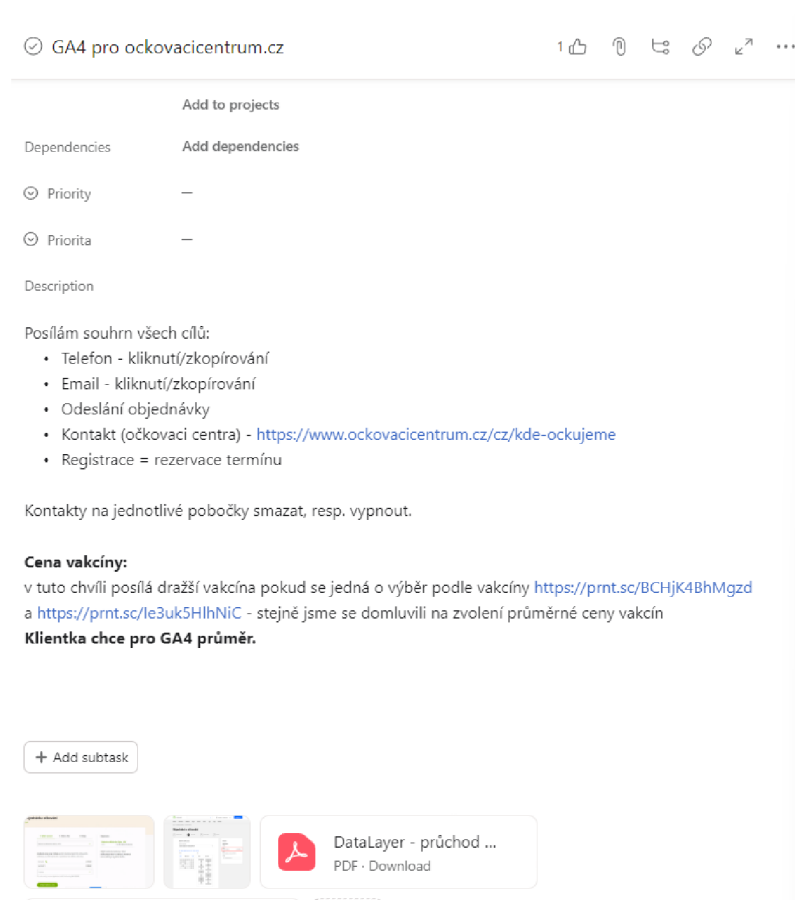 GA4 pro ockovacicentrum.cz
1
Add to projects
Dependencies
Add dependencies
Priority
—
Priorita
—
Description
Posílám souhrn všech cílů:
• Telefon - kliknutí/zkopírování
• Email - kliknutí/zkopírování
• Odeslání objednávky
• Kontakt (očkovaci centra) - https://www.ockovacicentrum.cz/cz/kde-ockujeme
• Registrace = rezervace termínu
Kontakty na jednotlivé pobočky smazat, resp. vypnout.
Cena vakcíny:
v tuto chvíli posílá dražší vakcína pokud se jedná o výběr podle vakcíny https://prnt.sc/BCHjK4BhMgzd
a https://prnt.sc/Ie3uk5HlhNiC - stejně jsme se domluvili na zvolení průměrné ceny vakcín
Klientka chce pro GA4 průměr.
+ Add subtask
DataLayer - průchod ...
PDF · Download